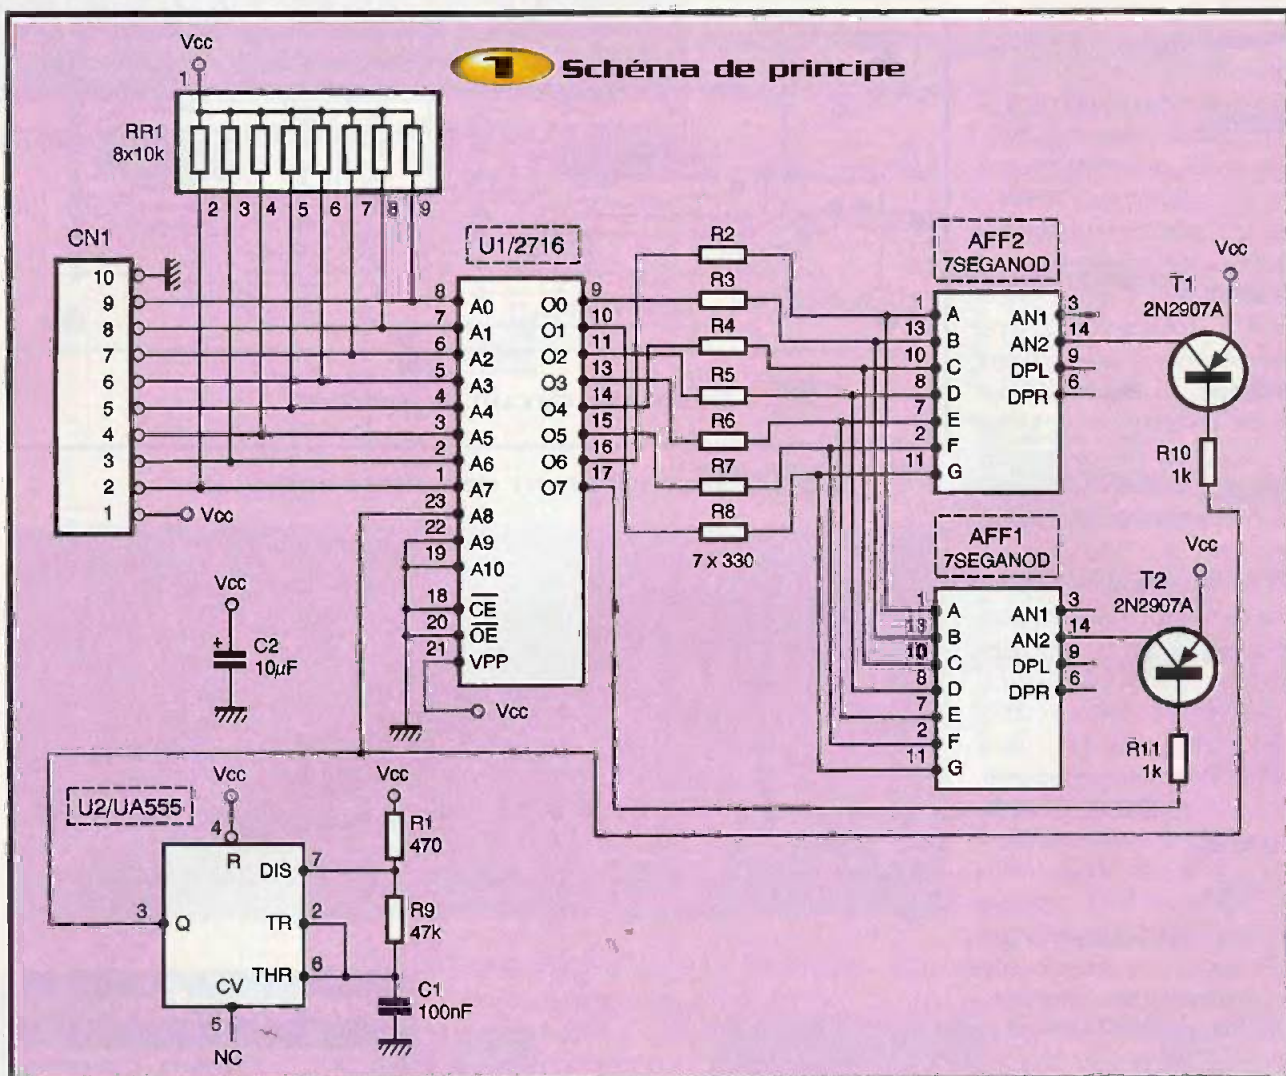 1 Schéma de principe
Vcc
1
RR1
8x10k
2 3 4 5 6 7 8 9
CN1
10
9
8
7
6
5
4
3
2
1
Vcc
U1/2716
8 A0
7 A1
6 A2
5 A3
4 A4
3 A5
2 A6
1 A7
23 A8
22 A9
19 A10
18 CE
20 OE
21 VPP
Vcc
O0 9
O1 10
O2 11
O3 13
O4 14
O5 15
O6 16
O7 17
R2
R3
R4
R5
R6
R7
R8
7 x 330
AFF2
7SEGANOD
1 A
13 B
10 C
8 D
7 E
2 F
11 G
AN1 3
AN2 14
DPL 9
DPR 6
Vcc
T1
2N2907A
R10
1k
AFF1
7SEGANOD
1 A
13 B
10 C
8 D
7 E
2 F
11 G
AN1 3
AN2 14
DPL 9
DPR 6
Vcc
T2
2N2907A
R11
1k
Vcc
+
C2
10µF
U2/UA555
Vcc
4
R
DIS 7
TR 2
THR 6
3 Q
CV
5
NC
Vcc
R1
470
R9
47k
C1
100nF